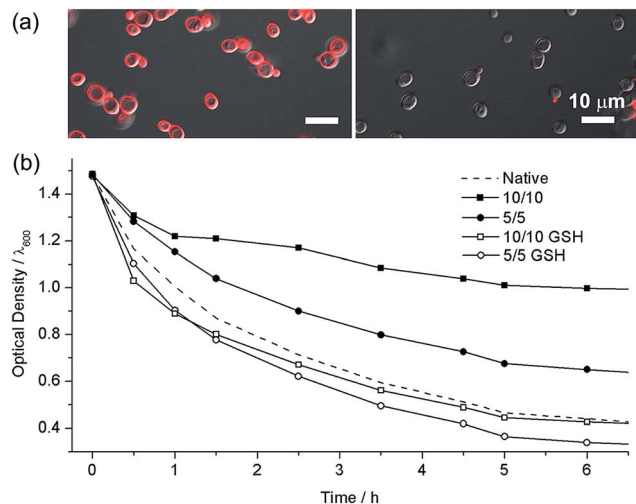 (a)
10 μm
(b)
Native
10/10
5/5
10/10 GSH
5/5 GSH
Optical Density / λ600
1.4
1.2
1.0
0.8
0.6
0.4
0 1 2 3 4 5 6
Time / h